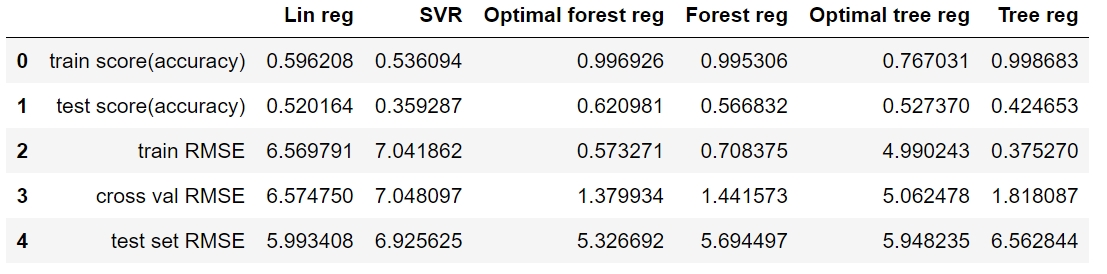 Lin reg SVR Optimal forest reg Forest reg Optimal tree reg Tree reg
0 train score(accuracy) 0.596208 0.536094 0.996926 0.995306 0.767031 0.998683
1 test score(accuracy) 0.520164 0.359287 0.620981 0.566832 0.527370 0.424653
2 train RMSE 6.569791 7.041862 0.573271 0.708375 4.990243 0.375270
3 cross val RMSE 6.574750 7.048097 1.379934 1.441573 5.062478 1.818087
4 test set RMSE 5.993408 6.925625 5.326692 5.694497 5.948235 6.562844